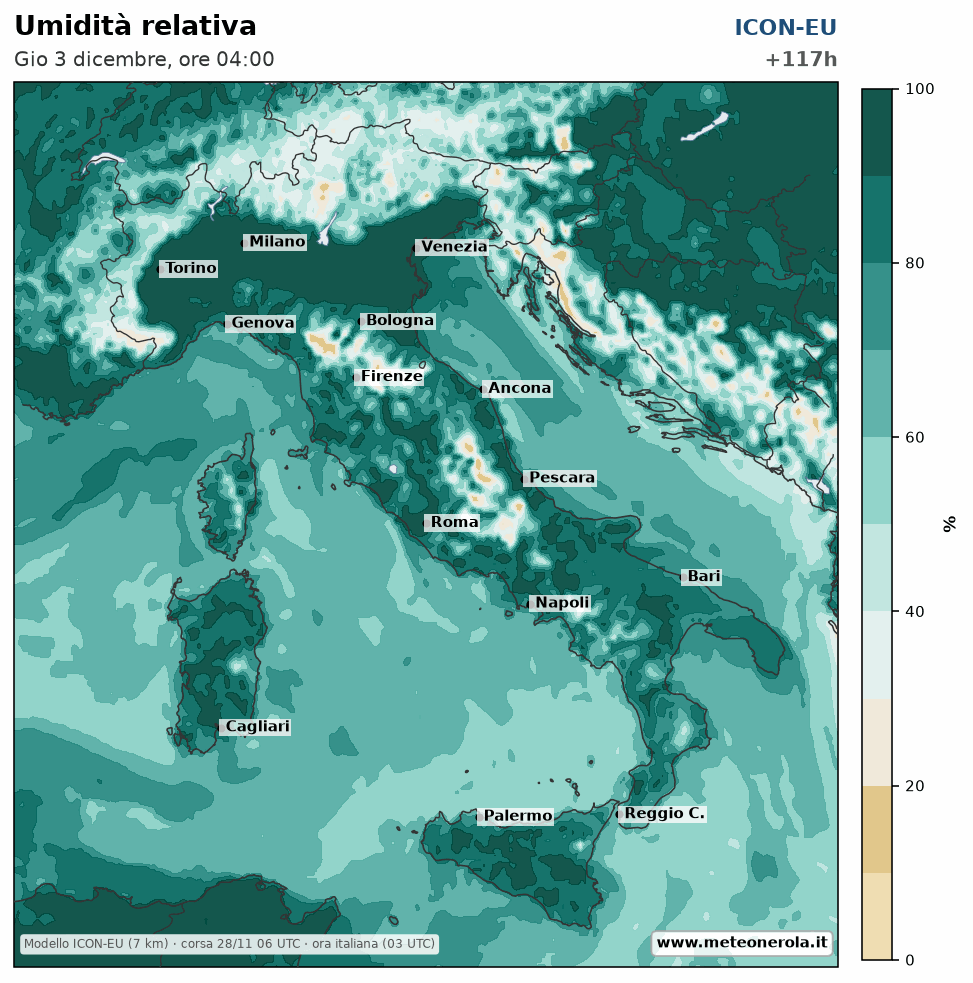 Umidità relativa
ICON-EU
Gio 3 dicembre, ore 04:00
+117h
100
80
60
40
20
0
%
Milano
Venezia
Torino
Genova
Bologna
Firenze
Ancona
Pescara
Roma
Bari
Napoli
Cagliari
Palermo
Reggio C.
Modello ICON-EU (7 km) · corsa 28/11 06 UTC · ora italiana (03 UTC)
www.meteonerola.it